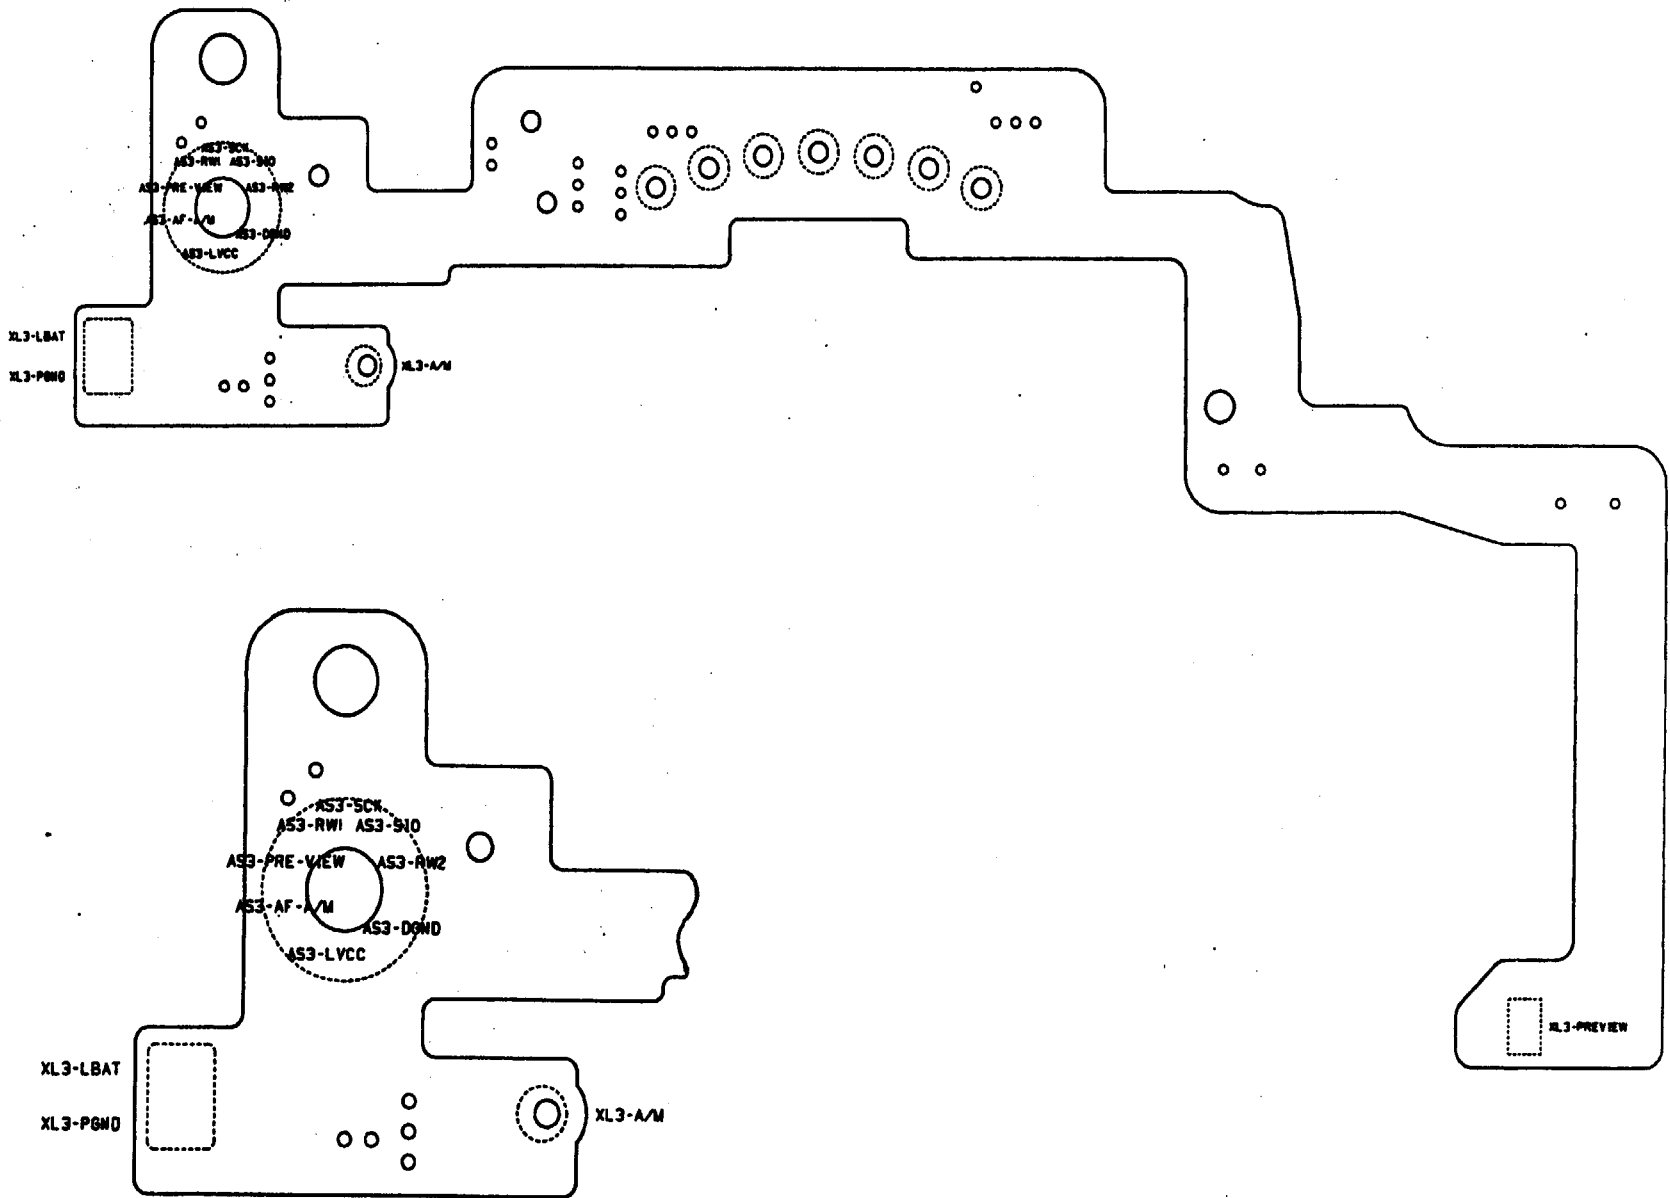 AS3-SCK
AS3-RW1 AS3-SIO
AS3-PRE-VIEW AS3-RW2
AS3-AF-A/M
AS3-DGND
AS3-LVCC
XL3-LBAT
XL3-A/M
XL3-PGND
AS3-SCK
AS3-RW1 AS3-SIO
AS3-PRE-VIEW AS3-RW2
AS3-AF-A/M
AS3-DGND
AS3-LVCC
XL3-PREVIEW
XL3-LBAT
XL3-A/M
XL3-PGND